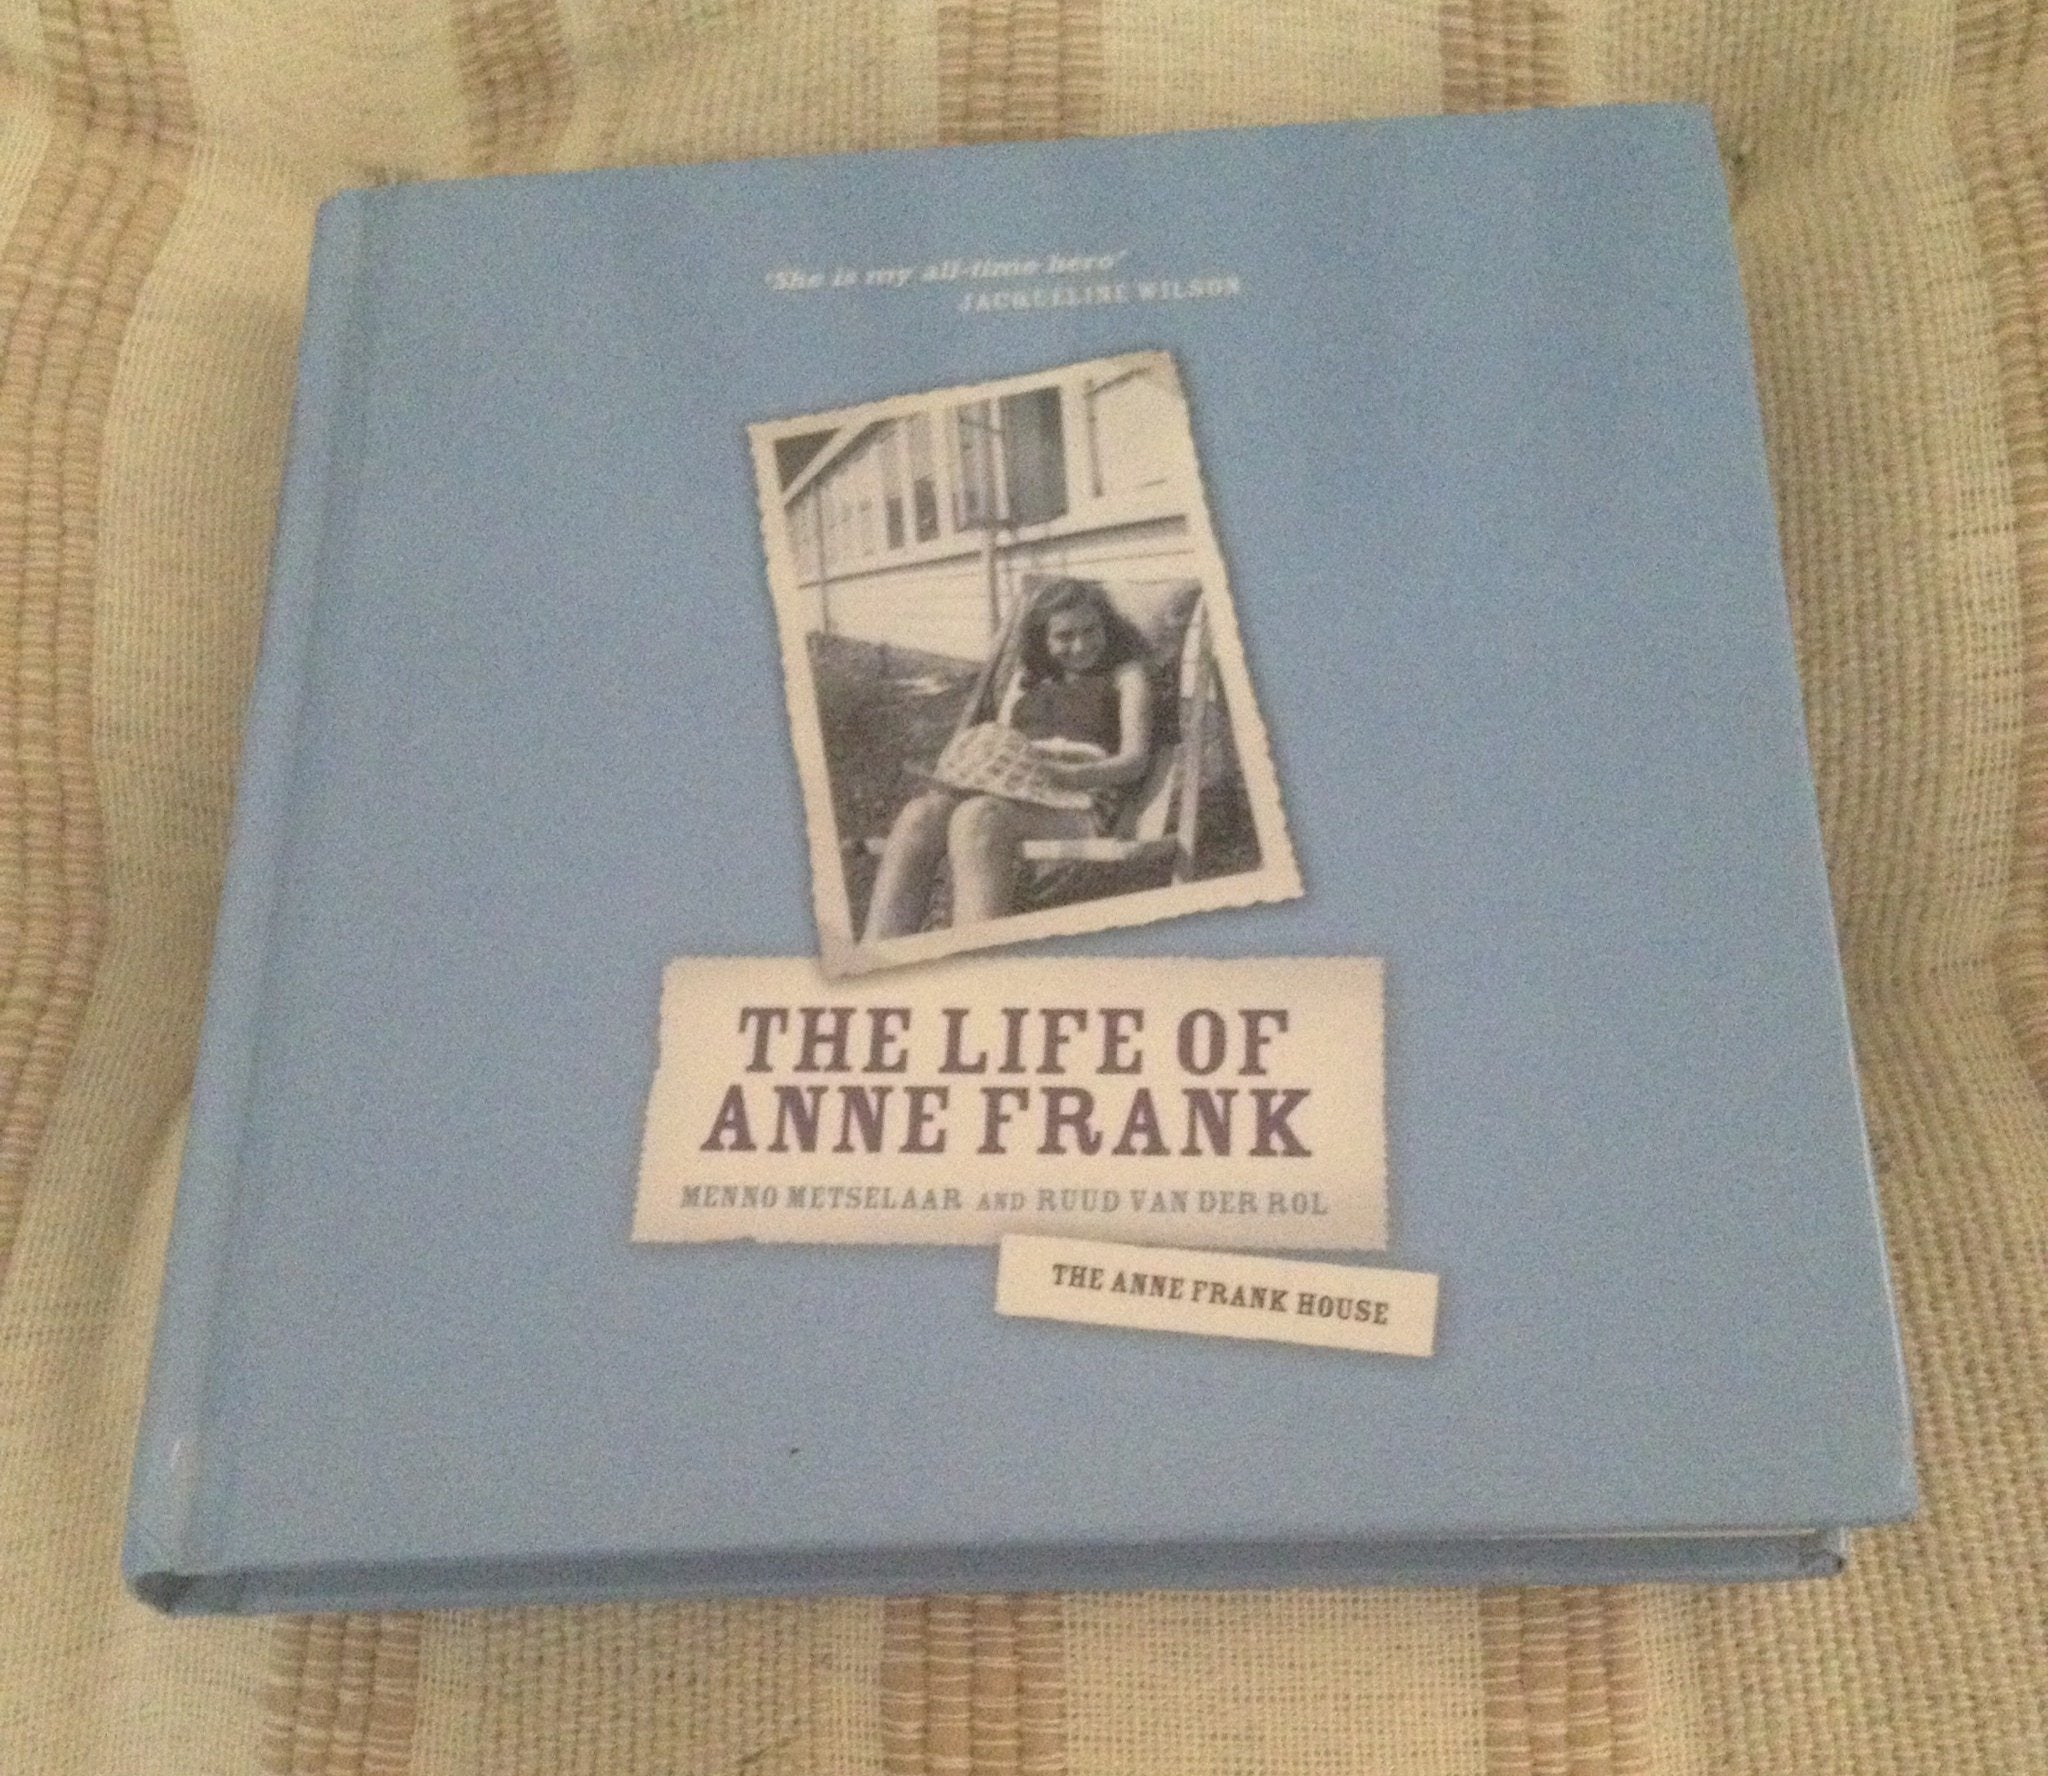 'She is my all-time hero'
JACQUELINE WILSON
THE LIFE OF
ANNE FRANK
MENNO METSELAAR AND RUUD VAN DER ROL
THE ANNE FRANK HOUSE